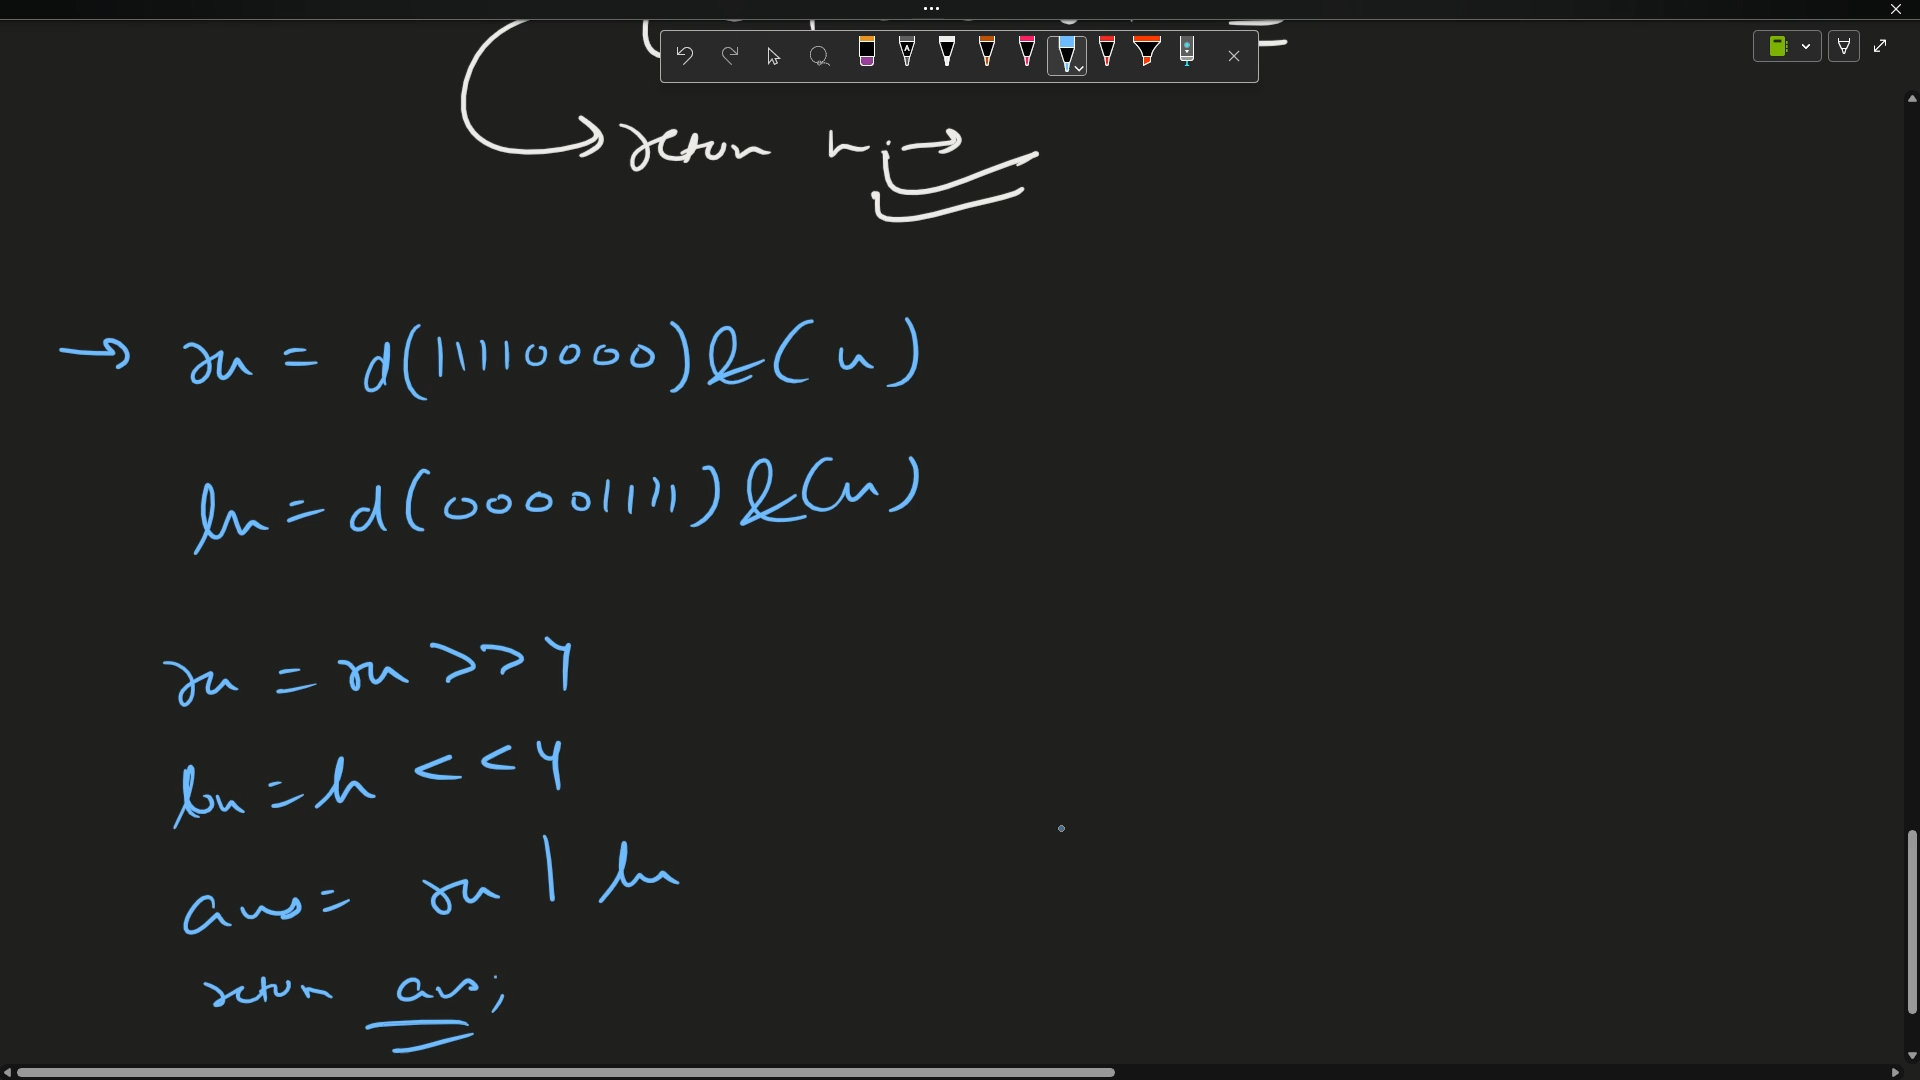 return n;
rn = d(11110000)&(n)
ln = d(00001111)&(n)
rn = rn >> 4
ln = ln << 4
ans = rn | ln
return ans;